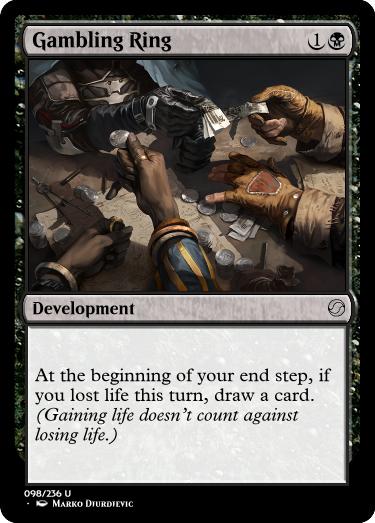 Gambling Ring 1
Development
At the beginning of your end step, if
you lost life this turn, draw a card.
(Gaining life doesn't count against
losing life.)
098/236 U
· Marko Djurdjevic